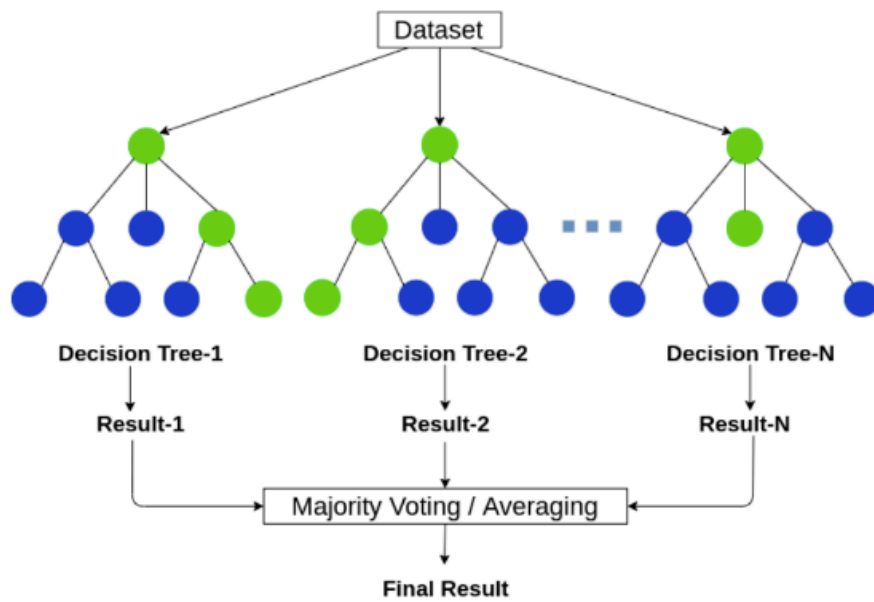 Dataset
Decision Tree-1
Decision Tree-2
Decision Tree-N
Result-1
Result-2
Result-N
Majority Voting / Averaging
Final Result